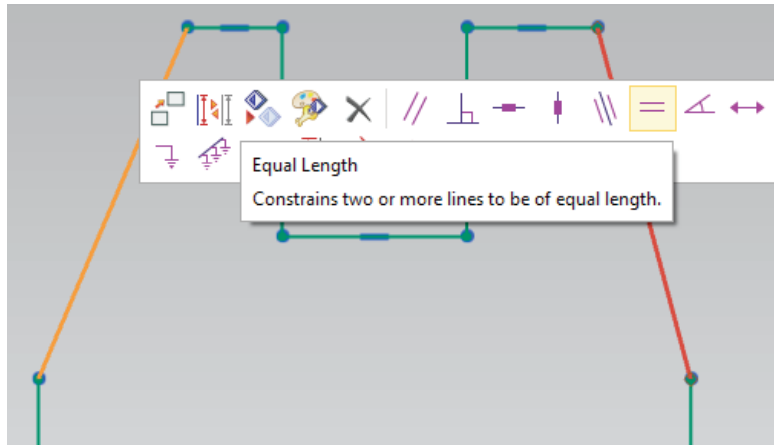 Equal Length
Constrains two or more lines to be of equal length.